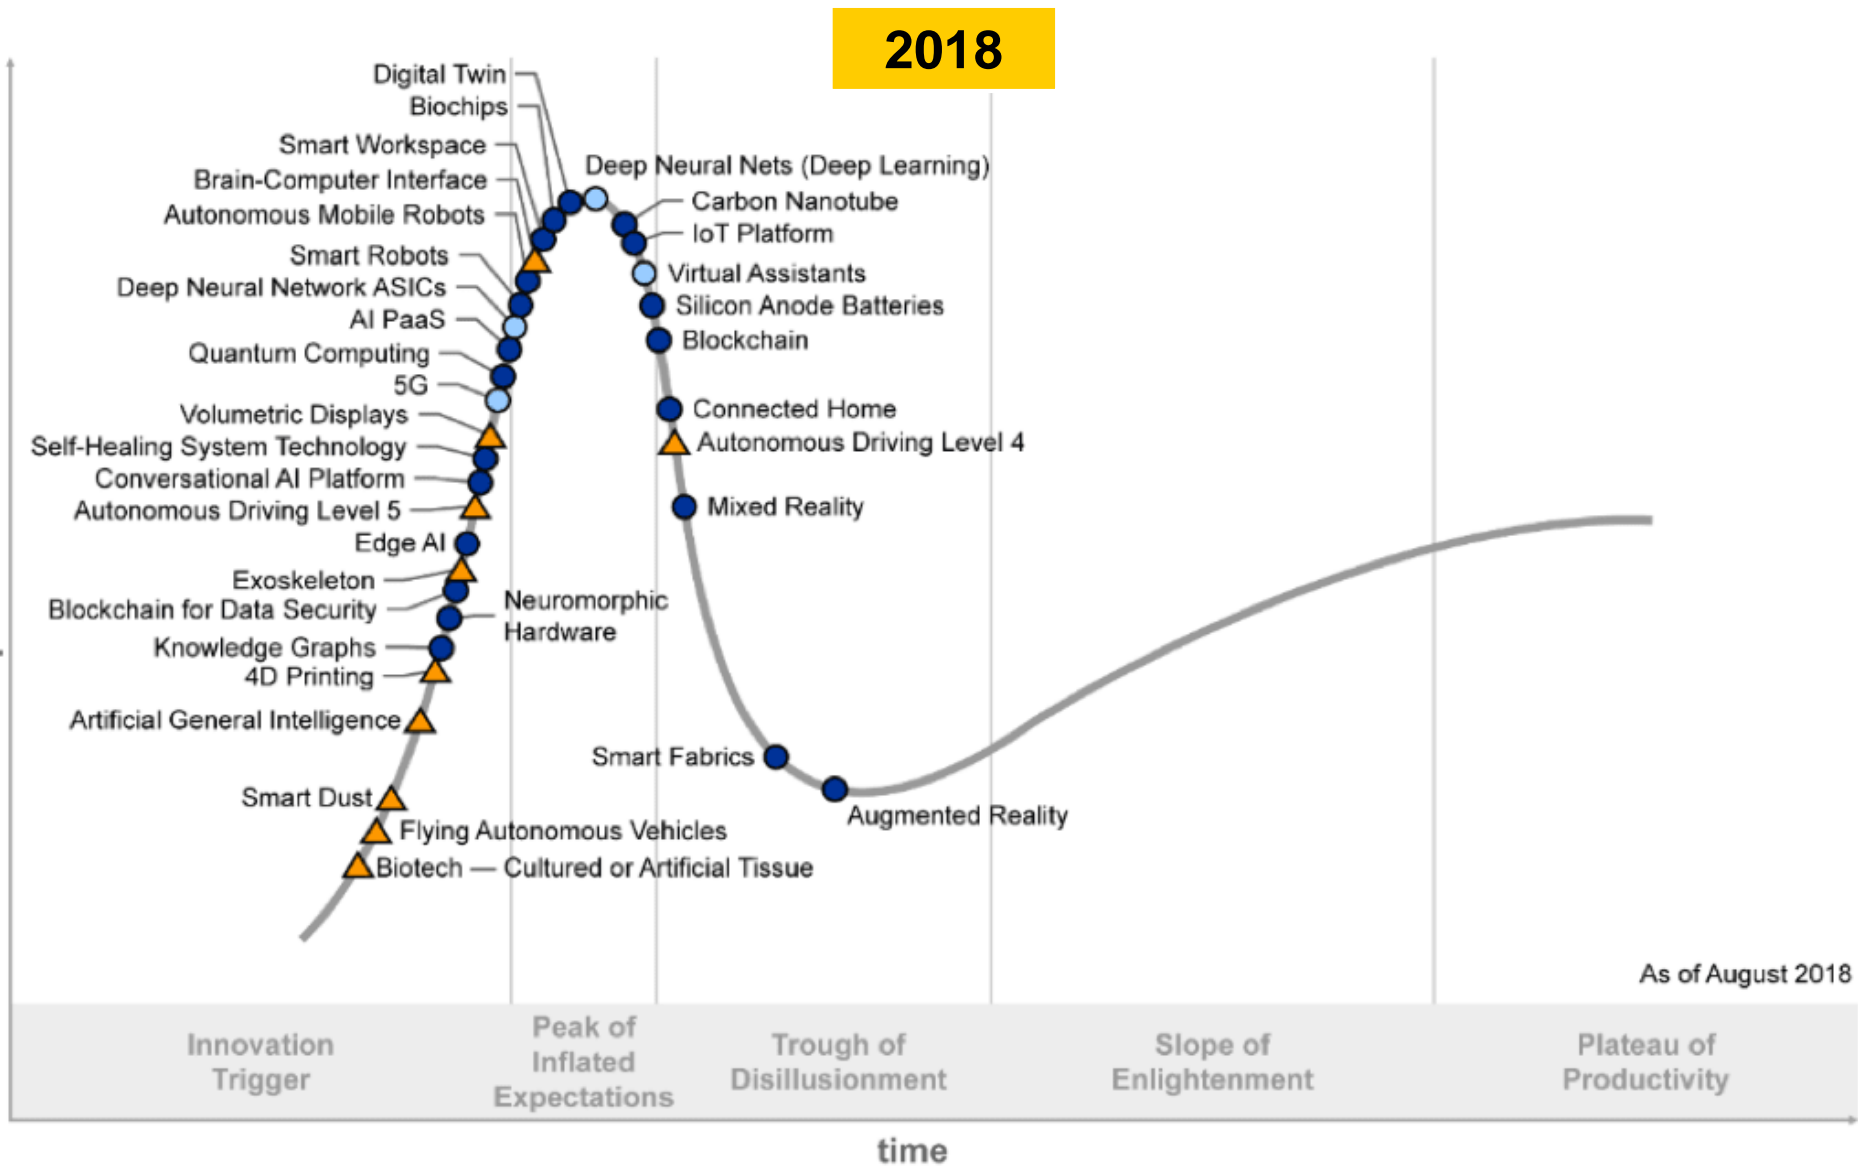 2018
Digital Twin
Biochips
Smart Workspace
Brain-Computer Interface
Autonomous Mobile Robots
Smart Robots
Deep Neural Network ASICs
AI PaaS
Quantum Computing
5G
Volumetric Displays
Self-Healing System Technology
Conversational AI Platform
Autonomous Driving Level 5
Edge AI
Exoskeleton
Blockchain for Data Security
Neuromorphic
Hardware
Knowledge Graphs
4D Printing
Artificial General Intelligence
Smart Dust
Flying Autonomous Vehicles
Biotech — Cultured or Artificial Tissue
Deep Neural Nets (Deep Learning)
Carbon Nanotube
IoT Platform
Virtual Assistants
Silicon Anode Batteries
Blockchain
Connected Home
Autonomous Driving Level 4
Mixed Reality
Smart Fabrics
Augmented Reality
As of August 2018
Innovation
Trigger
Peak of
Inflated
Expectations
Trough of
Disillusionment
Slope of
Enlightenment
Plateau of
Productivity
time